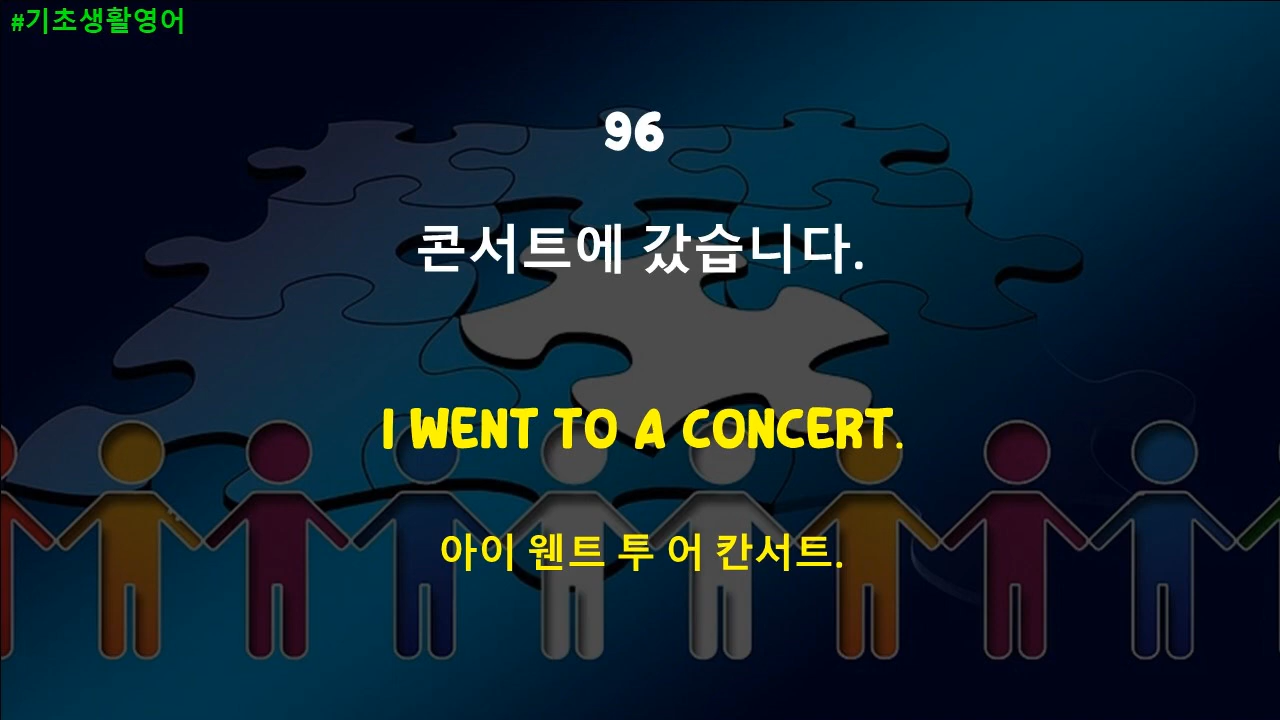 #기초생활영어
96
콘서트에 갔습니다.
I WENT TO A CONCERT.
아이 웬트 투 어 칸서트.